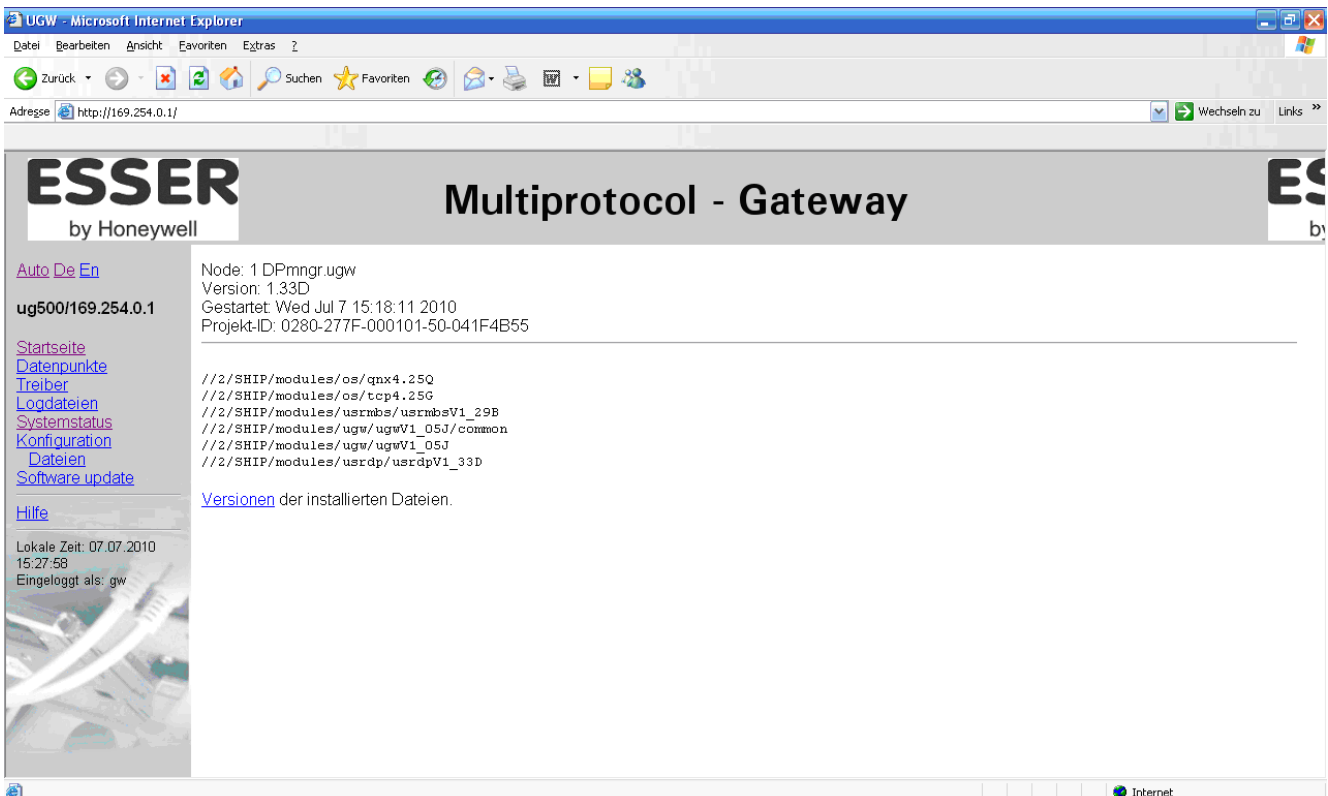 UGW - Microsoft Internet Explorer
Datei Bearbeiten Ansicht Favoriten Extras ?
Zurück Suchen Favoriten
Adresse http://169.254.0.1/ Wechseln zu Links »
ESSER
by Honeywell
Multiprotocol - Gateway
ES
by
Auto De En
ug500/169.254.0.1
Startseite
Datenpunkte
Treiber
Logdateien
Systemstatus
Konfiguration
Dateien
Software update
Hilfe
Lokale Zeit: 07.07.2010
15:27:58
Eingeloggt als: gw
Node: 1 DPmngr.ugw
Version: 1.33D
Gestartet: Wed Jul 7 15:18:11 2010
Projekt-ID: 0280-277F-000101-50-041F4B55
//2/SHIP/modules/os/qnx4.25Q
//2/SHIP/modules/os/tcp4.25G
//2/SHIP/modules/usrmbs/usrmbsV1_29B
//2/SHIP/modules/ugw/ugwV1_05J/common
//2/SHIP/modules/ugw/ugwV1_05J
//2/SHIP/modules/usrdp/usrdpV1_33D
Versionen der installierten Dateien.
Internet